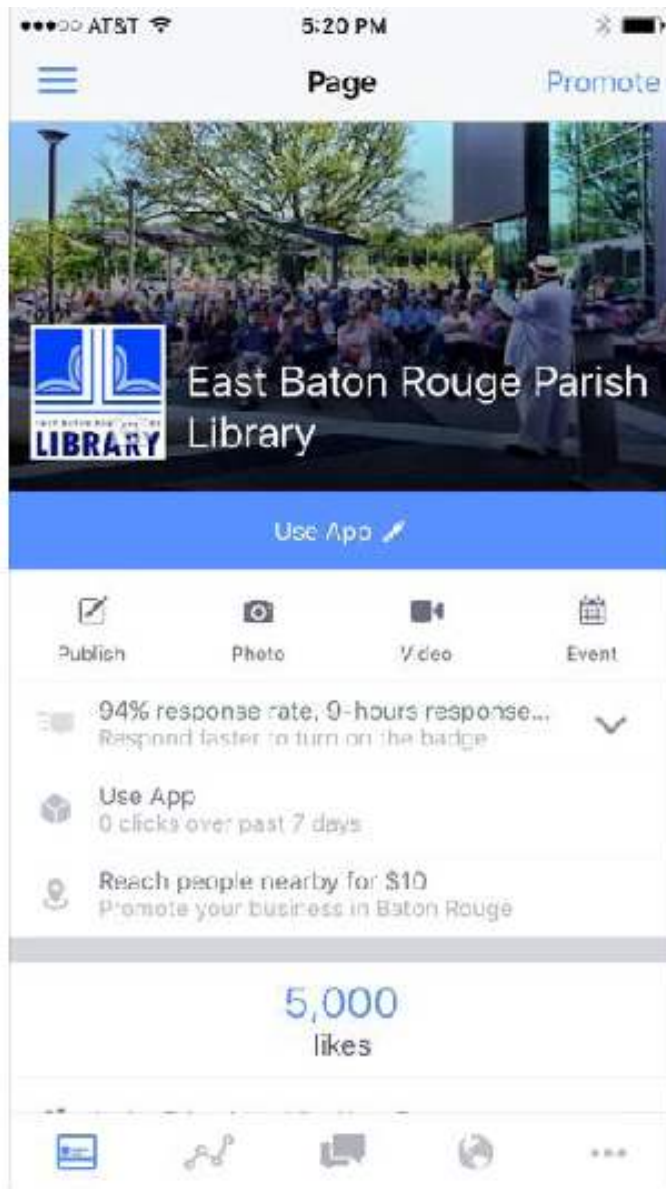 AT&T 5:20 PM
Page Promote
East Baton Rouge Parish
Library
LIBRARY
Use App
Publish Photo Video Event
94% response rate, 9-hours response...
Respond faster to turn on the badge
Use App
0 clicks over past 7 days
Reach people nearby for $10
Promote your business in Baton Rouge
5,000
likes